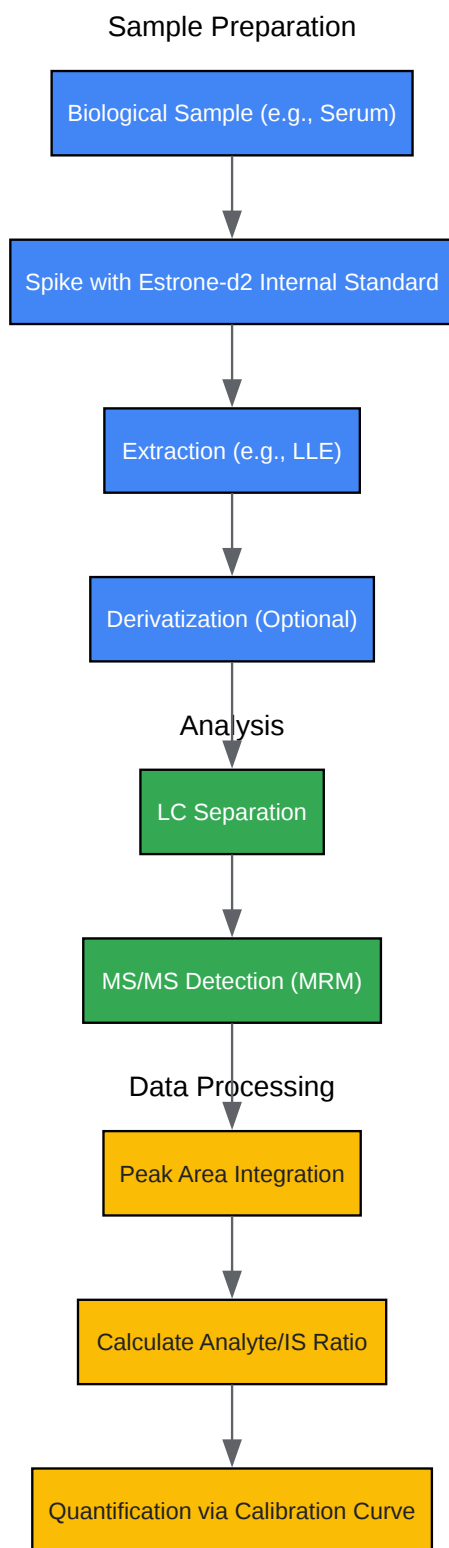 Sample Preparation
Biological Sample (e.g., Serum)
Spike with Estrone-d2 Internal Standard
Extraction (e.g., LLE)
Derivatization (Optional)
Analysis
LC Separation
MS/MS Detection (MRM)
Data Processing
Peak Area Integration
Calculate Analyte/IS Ratio
Quantification via Calibration Curve